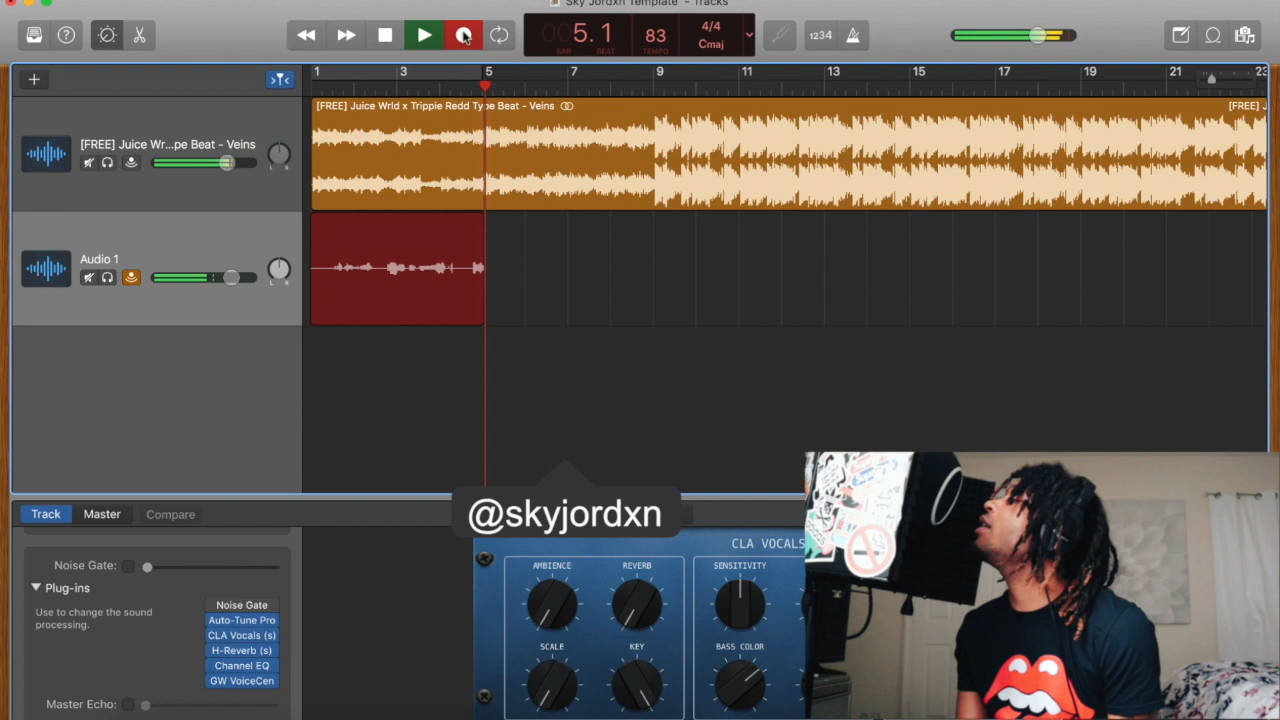 Sky Jordxn Template - Tracks
005.1
BAR
BEAT
83
TEMPO
4/4
Cmaj
1234
1
3
5
7
9
11
13
15
17
19
21
23
[FREE] Juice Wrld x Trippie Redd Type Beat - Veins
[FREE] J
[FREE] Juice Wr...pe Beat - Veins
L
R
Audio 1
L
R
Track
Master
Compare
@skyjordxn
Noise Gate:
Plug-ins
Use to change the sound
processing.
Noise Gate
Auto-Tune Pro
CLA Vocals (s)
H-Reverb (s)
Channel EQ
GW VoiceCen
Master Echo:
CLA VOCALS
AMBIENCE
REVERB
SENSITIVITY
SCALE
KEY
BASS COLOR